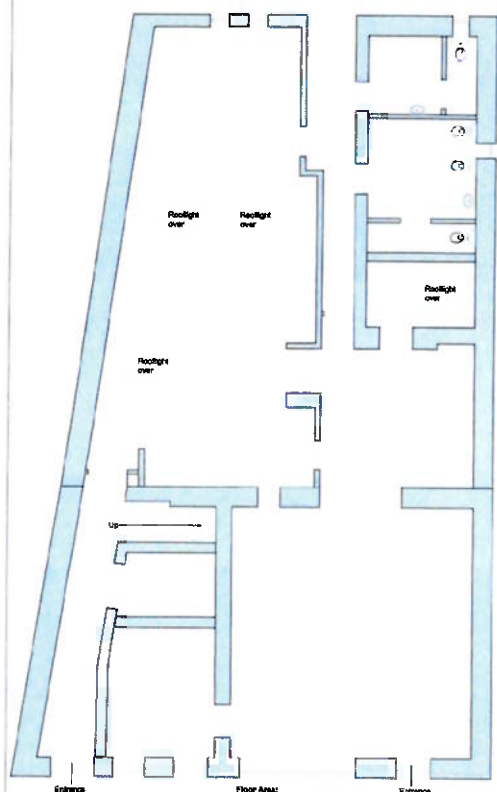 Rooflight
over
Rooflight
over
Rooflight
over
Rooflight
over
Up
Entrance
Floor Area:
Entrance